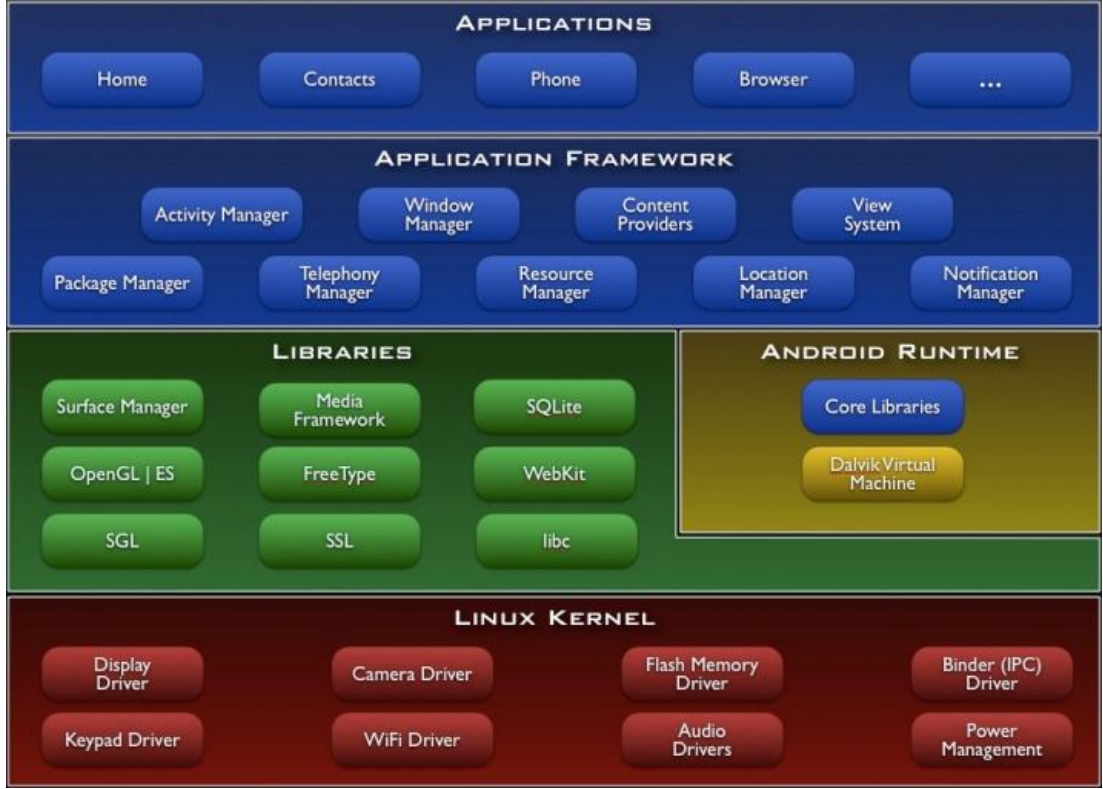 APPLICATIONS
Home
Contacts
Phone
Browser
...
APPLICATION FRAMEWORK
Activity Manager
Window
Manager
Content
Providers
View
System
Package Manager
Telephony
Manager
Resource
Manager
Location
Manager
Notification
Manager
LIBRARIES
Surface Manager
Media
Framework
SQLite
OpenGL | ES
FreeType
WebKit
SGL
SSL
libc
ANDROID RUNTIME
Core Libraries
Dalvik Virtual
Machine
LINUX KERNEL
Display
Driver
Camera Driver
Flash Memory
Driver
Binder (IPC)
Driver
Keypad Driver
WiFi Driver
Audio
Drivers
Power
Management